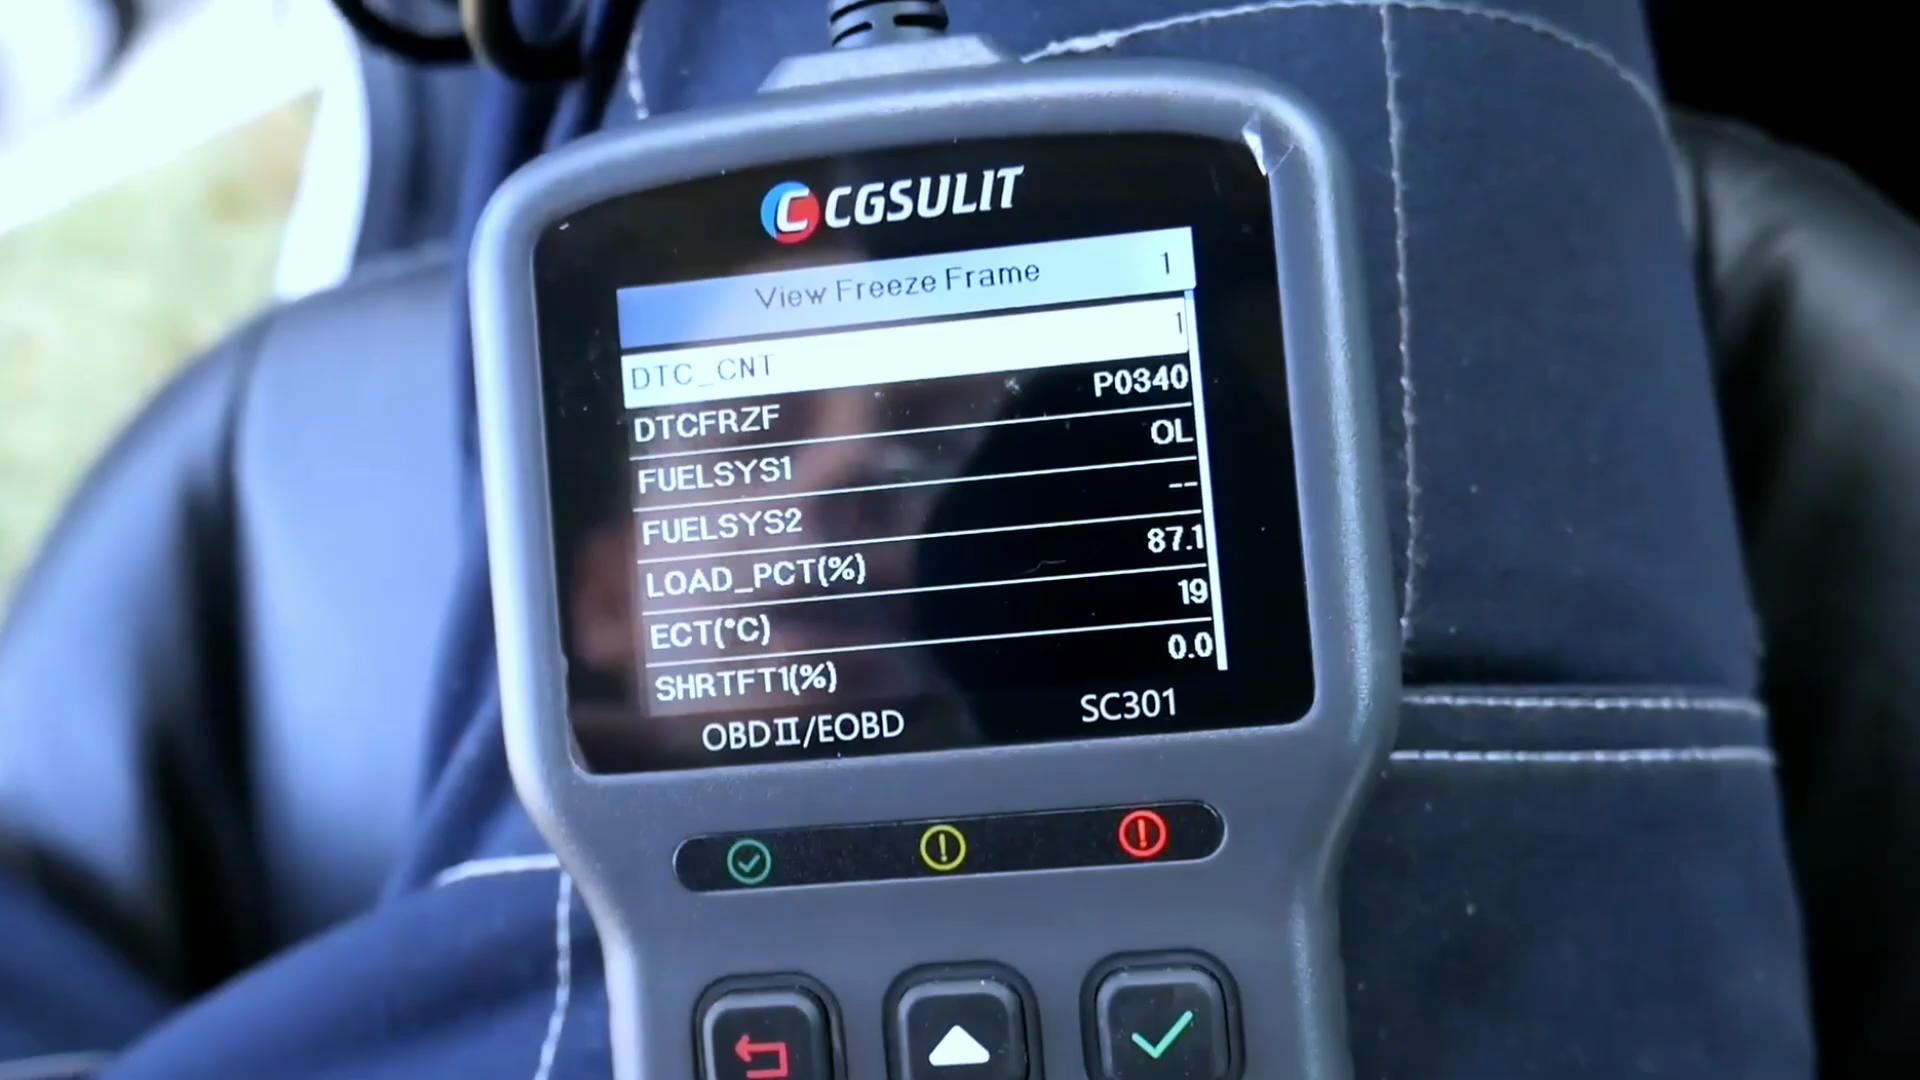 CGSULIT
View Freeze Frame 1
DTC_CNT 1
DTCFRZF P0340
FUELSYS1 OL
FUELSYS2 --
LOAD_PCT(%) 87.1
ECT(°C) 19
SHRTFT1(%) 0.0
OBDⅡ/EOBD SC301